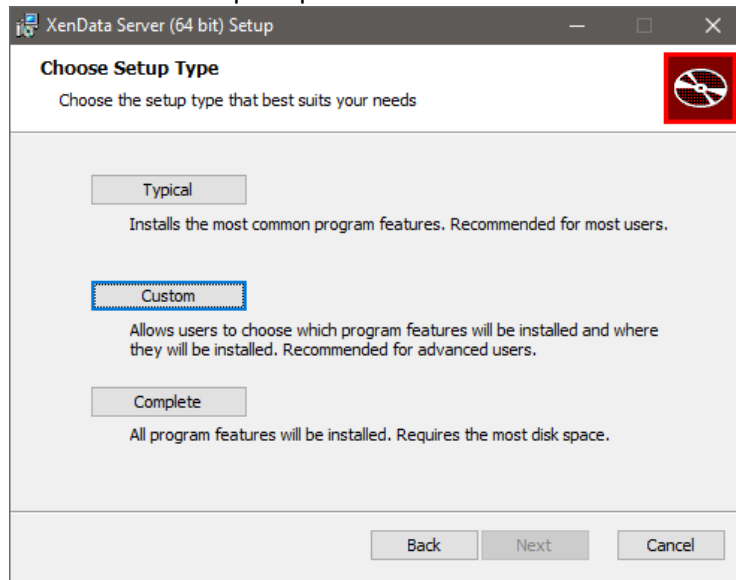 XenData Server (64 bit) Setup
Choose Setup Type
Choose the setup type that best suits your needs
Typical
Installs the most common program features. Recommended for most users.
Custom
Allows users to choose which program features will be installed and where
they will be installed. Recommended for advanced users.
Complete
All program features will be installed. Requires the most disk space.
Back
Next
Cancel